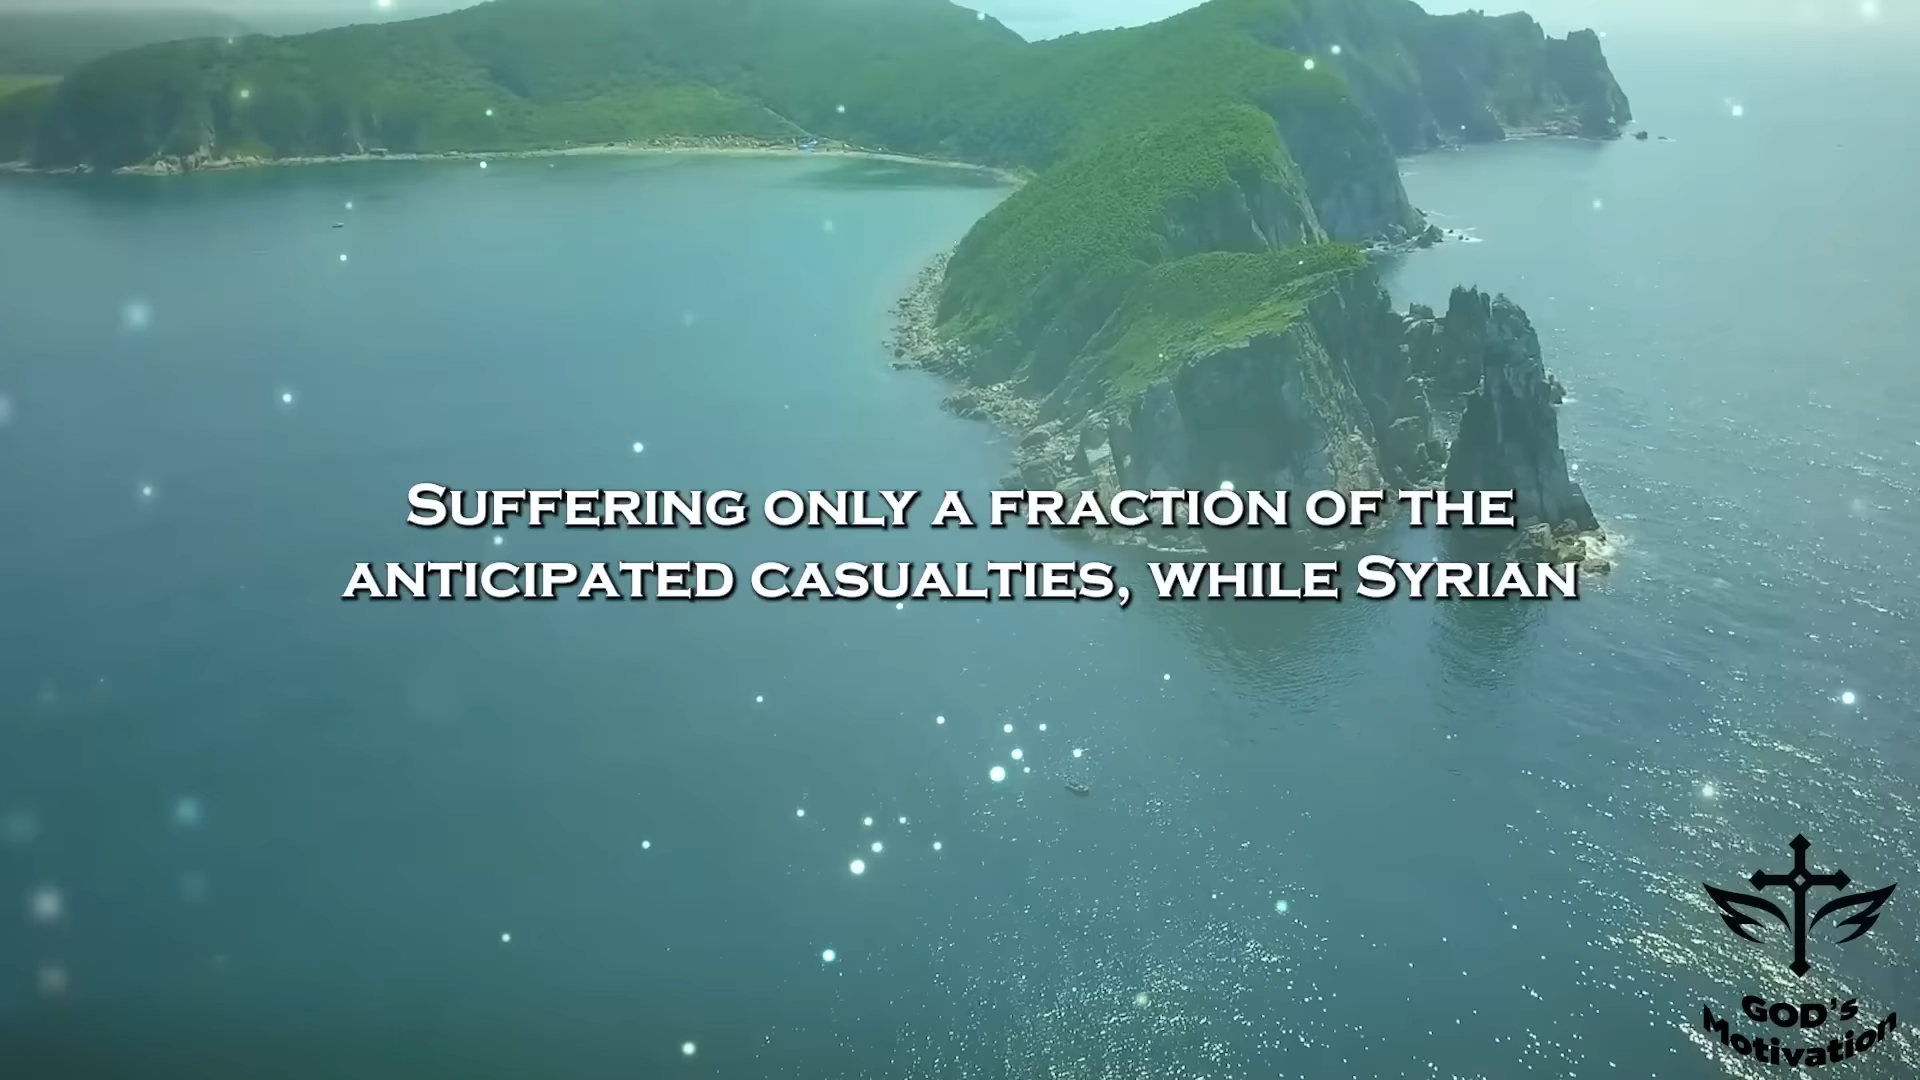 Suffering only a fraction of the
anticipated casualties, while Syrian
GOD's
Motivation